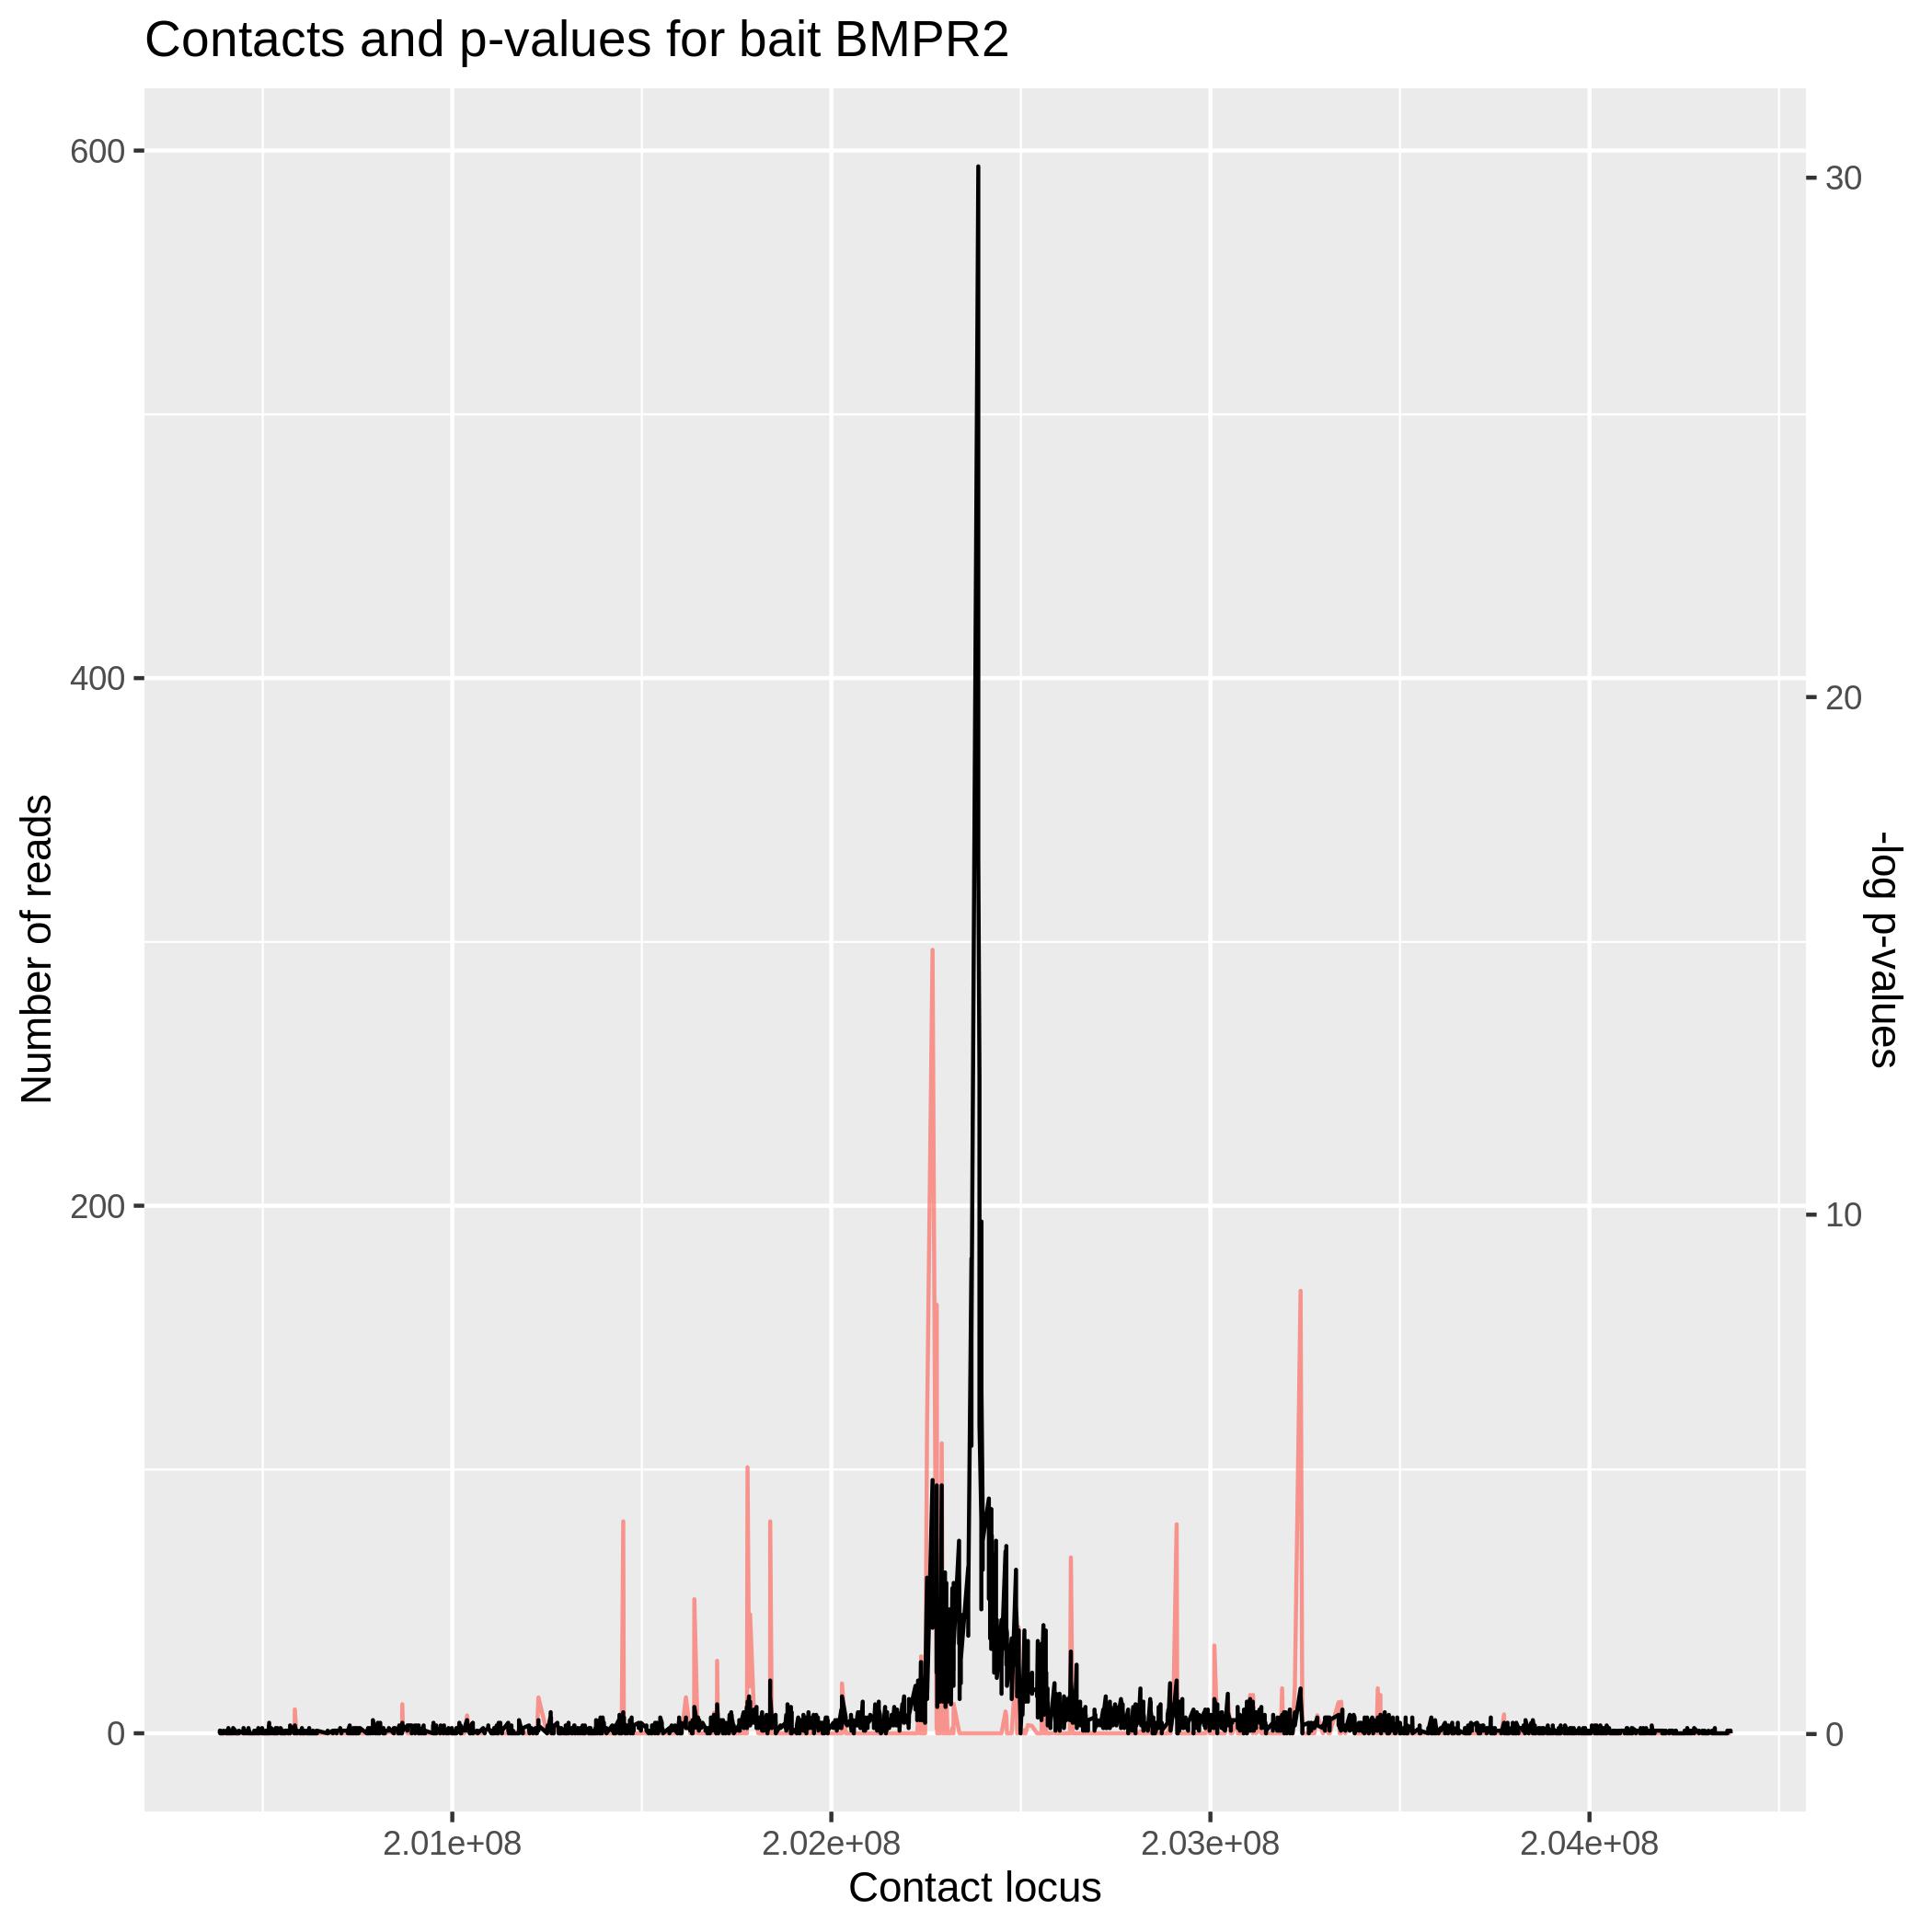 Contacts and p-values for bait BMPR2
600
400
200
0
Number of reads
30
20
10
0
-log p-values
2.01e+08
2.02e+08
2.03e+08
2.04e+08
Contact locus